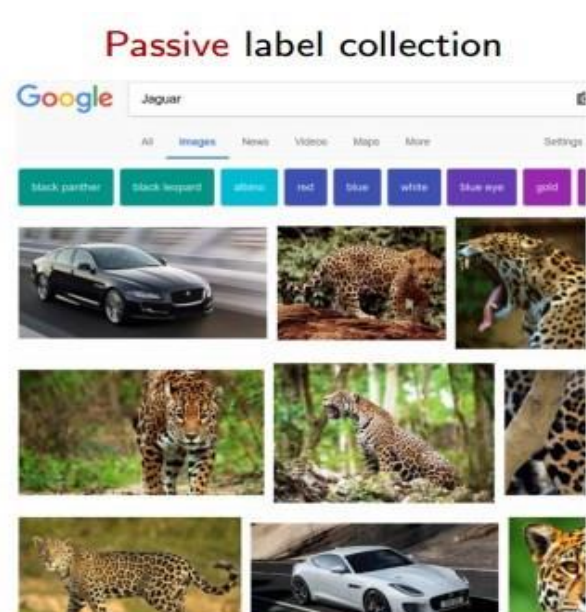 Passive label collection
Google
Jaguar
All Images News Videos Maps More Settings
black panther black leopard albino red blue white blue eye gold